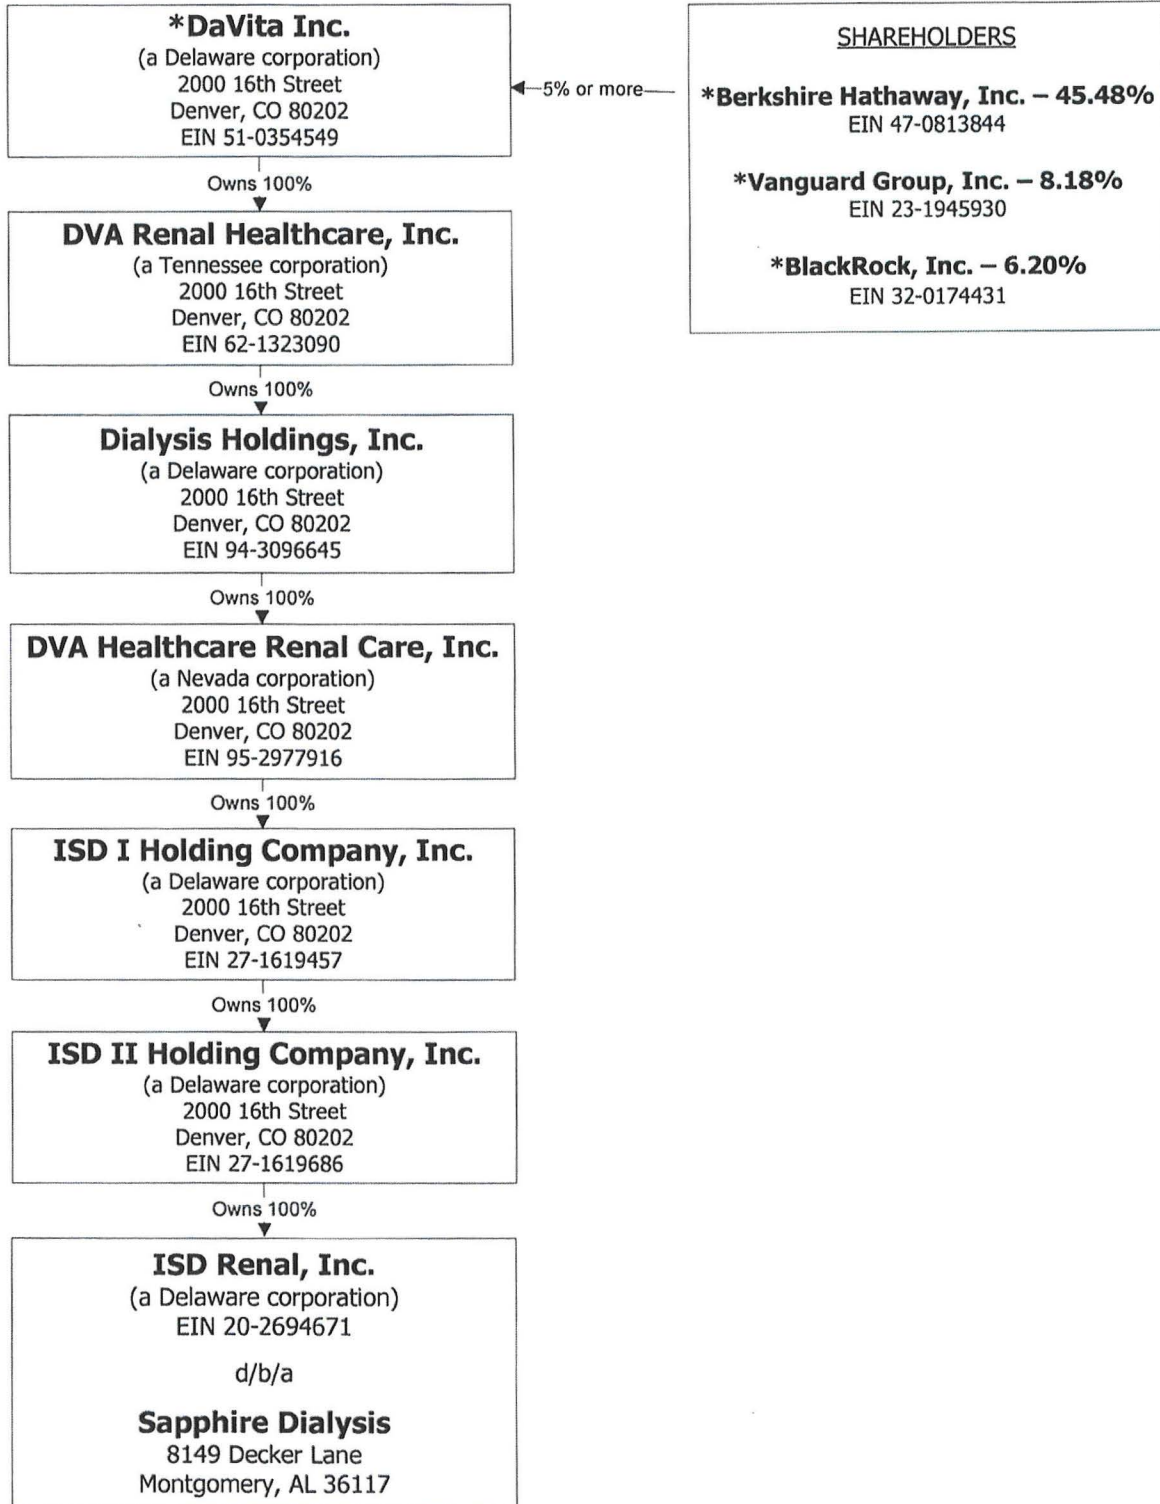 *DaVita Inc.
(a Delaware corporation)
2000 16th Street
Denver, CO 80202
EIN 51-0354549
5% or more
SHAREHOLDERS
*Berkshire Hathaway, Inc. – 45.48%
EIN 47-0813844
*Vanguard Group, Inc. – 8.18%
EIN 23-1945930
*BlackRock, Inc. – 6.20%
EIN 32-0174431
Owns 100%
DVA Renal Healthcare, Inc.
(a Tennessee corporation)
2000 16th Street
Denver, CO 80202
EIN 62-1323090
Owns 100%
Dialysis Holdings, Inc.
(a Delaware corporation)
2000 16th Street
Denver, CO 80202
EIN 94-3096645
Owns 100%
DVA Healthcare Renal Care, Inc.
(a Nevada corporation)
2000 16th Street
Denver, CO 80202
EIN 95-2977916
Owns 100%
ISD I Holding Company, Inc.
(a Delaware corporation)
2000 16th Street
Denver, CO 80202
EIN 27-1619457
Owns 100%
ISD II Holding Company, Inc.
(a Delaware corporation)
2000 16th Street
Denver, CO 80202
EIN 27-1619686
Owns 100%
ISD Renal, Inc.
(a Delaware corporation)
EIN 20-2694671
d/b/a
Sapphire Dialysis
8149 Decker Lane
Montgomery, AL 36117